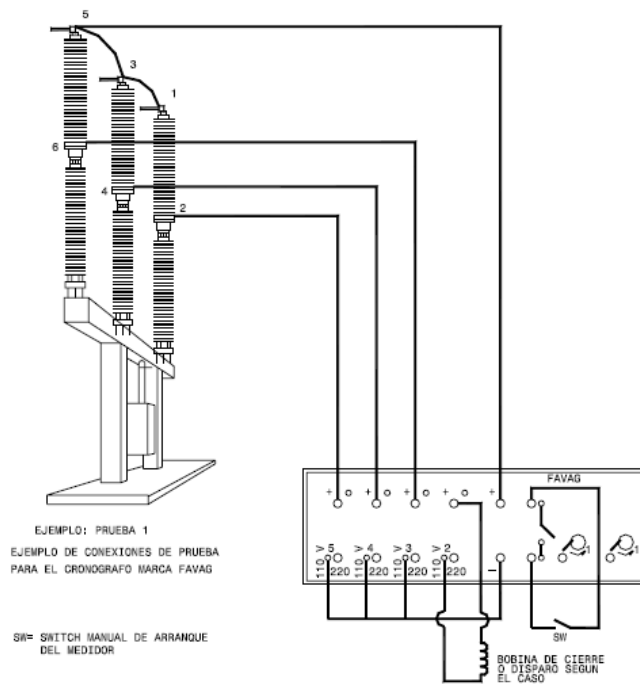 5
3
1
6
4
2
FAVAG
+ + + + +
1 1
110 V 5 220
110 V 4 220
110 V 3 220
110 V 2 220
-
SW
EJEMPLO: PRUEBA 1
EJEMPLO DE CONEXIONES DE PRUEBA
PARA EL CRONOGRAFO MARCA FAVAG
SW= SWITCH MANUAL DE ARRANQUE
DEL MEDIDOR
BOBINA DE CIERRE
O DISPARO SEGUN
EL CASO